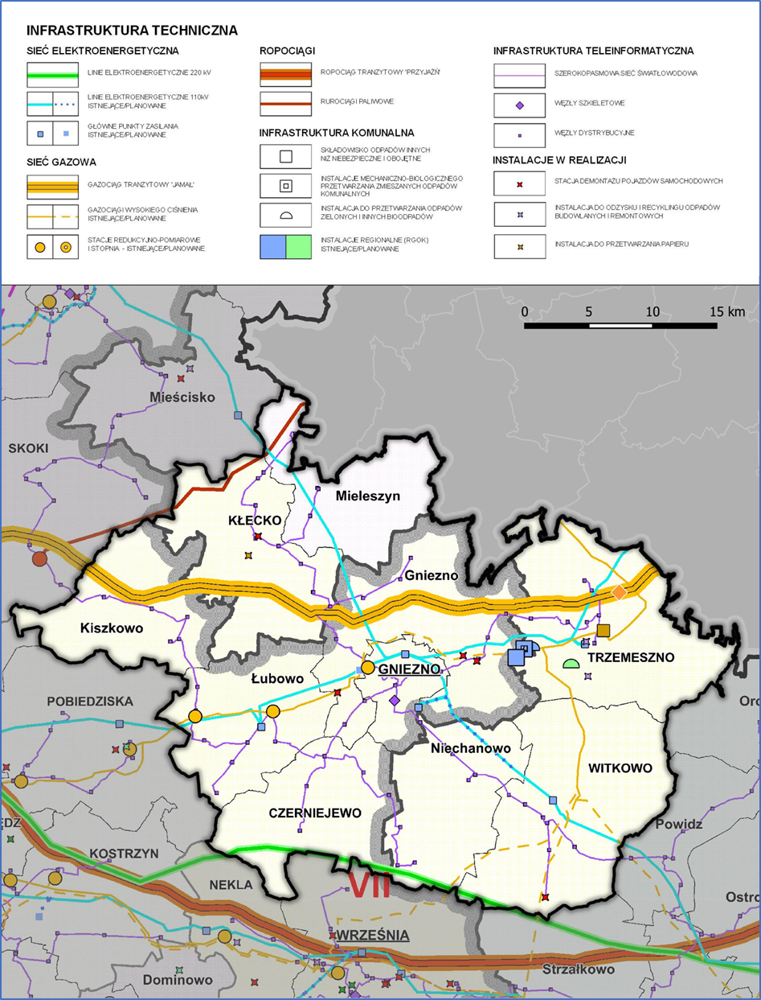 INFRASTRUKTURA TECHNICZNA
SIEĆ ELEKTROENERGETYCZNA
LINIE ELEKTROENERGETYCZNE 220 kV
LINIE ELEKTROENERGETYCZNE 110kV
ISTNIEJĄCE/PLANOWANE
GŁÓWNE PUNKTY ZASILANIA
ISTNIEJĄCE/PLANOWANE
SIEĆ GAZOWA
GAZOCIĄG TRANZYTOWY 'JAMAŁ'
GAZOCIĄGI WYSOKIEGO CIŚNIENIA
ISTNIEJĄCE/PLANOWANE
STACJE REDUKCYJNO-POMIAROWE
I STOPNIA - ISTNIEJĄCE/PLANOWANE
ROPOCIĄGI
ROPOCIĄG TRANZYTOWY 'PRZYJAŹŃ'
RUROCIĄGI PALIWOWE
INFRASTRUKTURA KOMUNALNA
SKŁADOWISKO ODPADÓW INNYCH
NIŻ NIEBEZPIECZNE I OBOJĘTNE
INSTALACJE MECHANICZNO-BIOLOGICZNEGO
PRZETWARZANIA ZMIESZANYCH ODPADÓW
KOMUNALNYCH
INSTALACJA DO PRZETWARZANIA ODPADÓW
ZIELONYCH I INNYCH BIOODPADÓW
INSTALACJE REGIONALNE (RGOK)
ISTNIEJĄCE/PLANOWANE
INFRASTRUKTURA TELEINFORMATYCZNA
SZEROKOPASMOWA SIEĆ ŚWIATŁOWODOWA
WĘZŁY SZKIELETOWE
WĘZŁY DYSTRYBUCYJNE
INSTALACJE W REALIZACJI
STACJA DEMONTAŻU POJAZDÓW SAMOCHODOWYCH
INSTALACJA DO ODZYSKU I RECYKLINGU ODPADÓW
BUDOWLANYCH I REMONTOWYCH
INSTALACJA DO PRZETWARZANIA PAPIERU
0 5 10 15 km
Mieścisko
SKOKI
Mieleszyn
KŁECKO
Gniezno
Kiszkowo
TRZEMESZNO
GNIEZNO
Łubowo
POBIEDZISKA
Orc
Niechanowo
WITKOWO
CZERNIEJEWO
Powidz
ĘDZ
KOSTRZYN
NEKLA
VII
Ostro
WRZEŚNIA
Strzałkowo
Dominowo